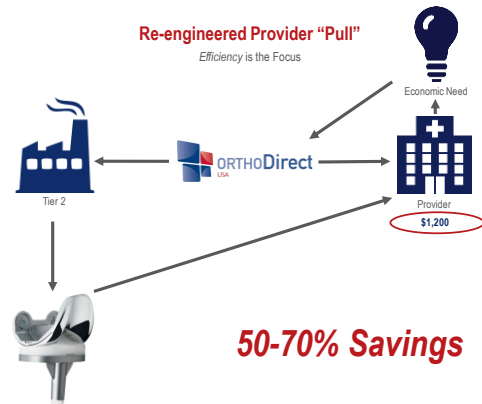 Re-engineered Provider “Pull”
Efficiency is the Focus
Economic Need
ORTHODirect
USA
Tier 2
Provider
$1,200
50-70% Savings